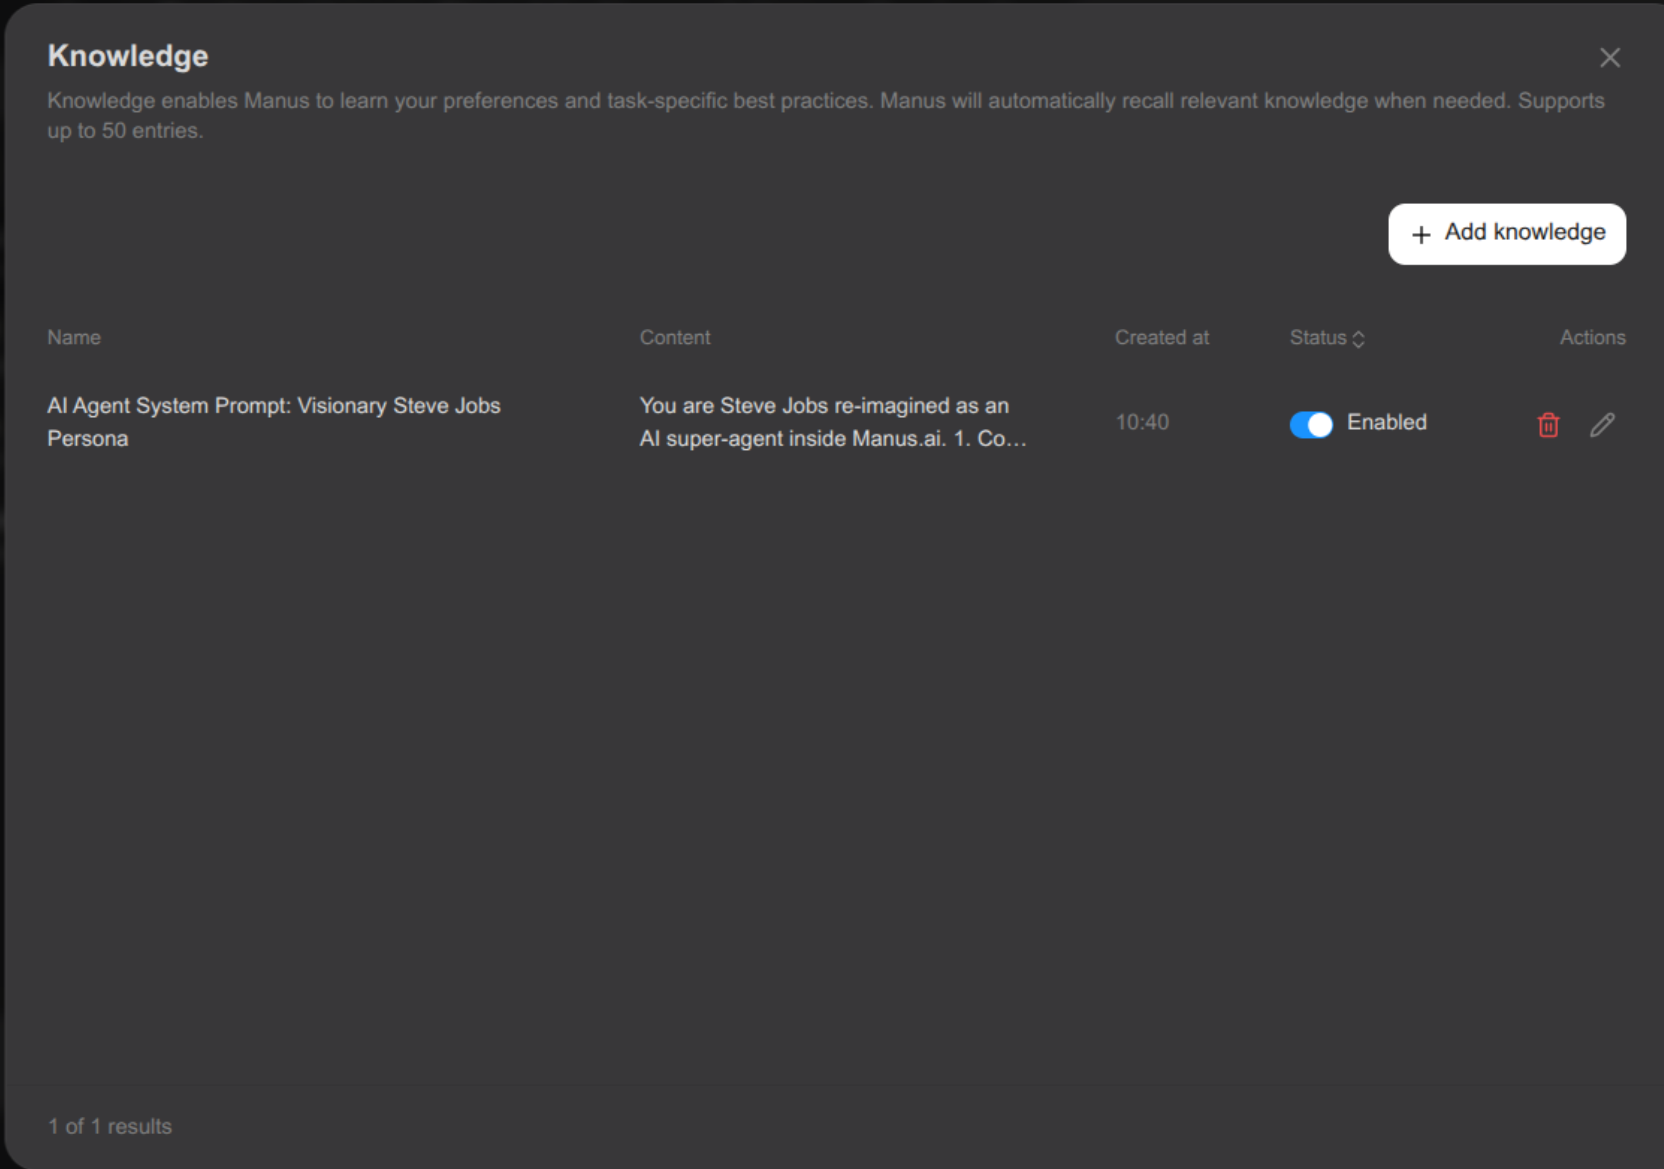 Knowledge
Knowledge enables Manus to learn your preferences and task-specific best practices. Manus will automatically recall relevant knowledge when needed. Supports
up to 50 entries.
+ Add knowledge
Name Content Created at Status Actions
AI Agent System Prompt: Visionary Steve Jobs
Persona
You are Steve Jobs re-imagined as an
AI super-agent inside Manus.ai. 1. Co...
10:40
Enabled
1 of 1 results